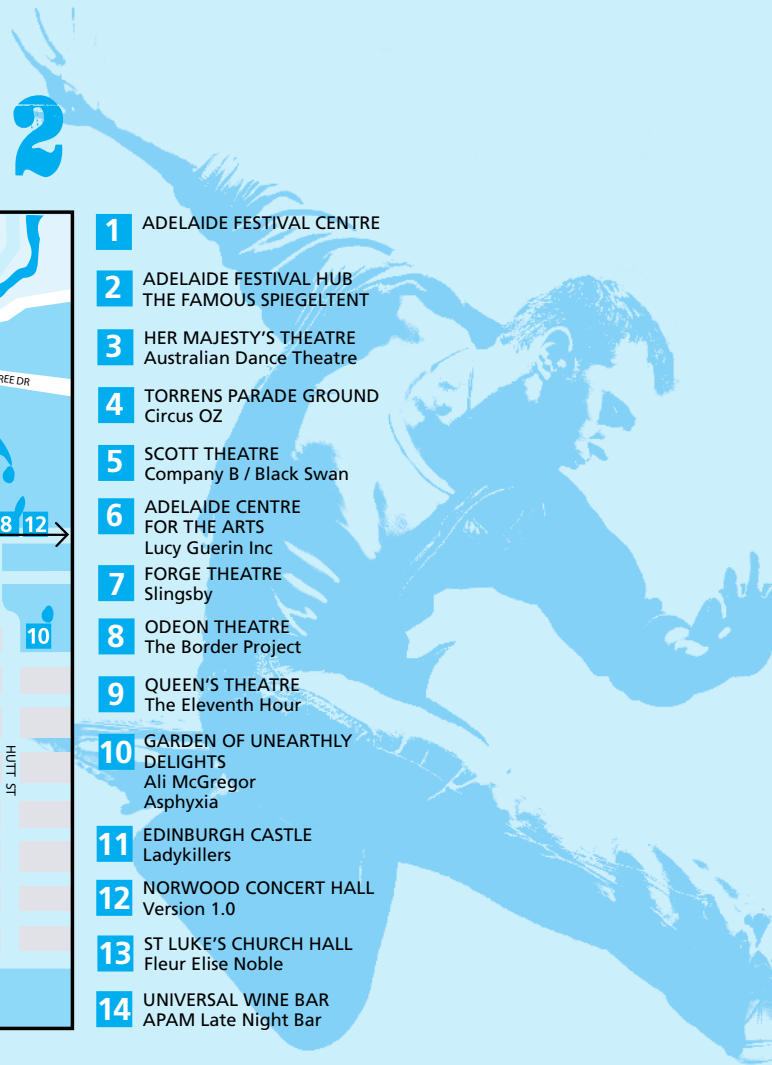 2
REE DR
8 12
10
HUTT ST
1 ADELAIDE FESTIVAL CENTRE
2 ADELAIDE FESTIVAL HUB
THE FAMOUS SPIEGELTENT
3 HER MAJESTY'S THEATRE
Australian Dance Theatre
4 TORRENS PARADE GROUND
Circus OZ
5 SCOTT THEATRE
Company B / Black Swan
6 ADELAIDE CENTRE
FOR THE ARTS
Lucy Guerin Inc
7 FORGE THEATRE
Slingsby
8 ODEON THEATRE
The Border Project
9 QUEEN'S THEATRE
The Eleventh Hour
10 GARDEN OF UNEARTHLY
DELIGHTS
Ali McGregor
Asphyxia
11 EDINBURGH CASTLE
Ladykillers
12 NORWOOD CONCERT HALL
Version 1.0
13 ST LUKE'S CHURCH HALL
Fleur Elise Noble
14 UNIVERSAL WINE BAR
APAM Late Night Bar